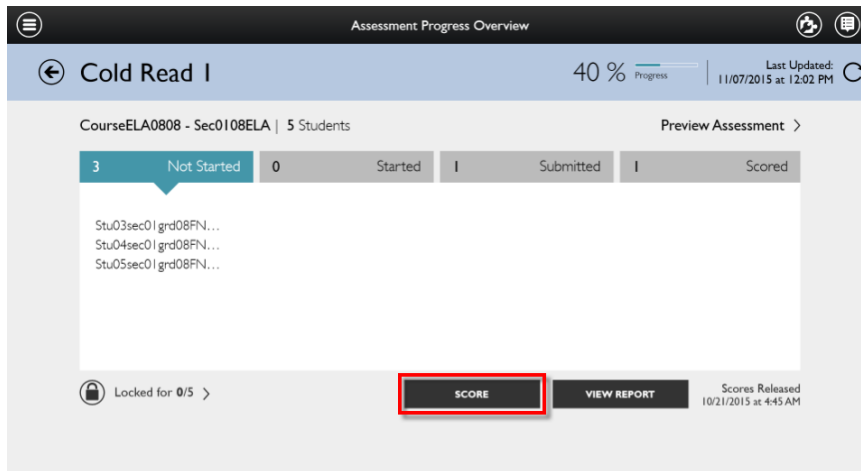 Assessment Progress Overview
Cold Read 1
40 % Progress
Last Updated:
11/07/2015 at 12:02 PM
CourseELA0808 - Sec0108ELA | 5 Students
Preview Assessment >
3 Not Started
0 Started
1 Submitted
1 Scored
Stu03sec01grd08FN...
Stu04sec01grd08FN...
Stu05sec01grd08FN...
Locked for 0/5 >
SCORE
VIEW REPORT
Scores Released
10/21/2015 at 4:45 AM